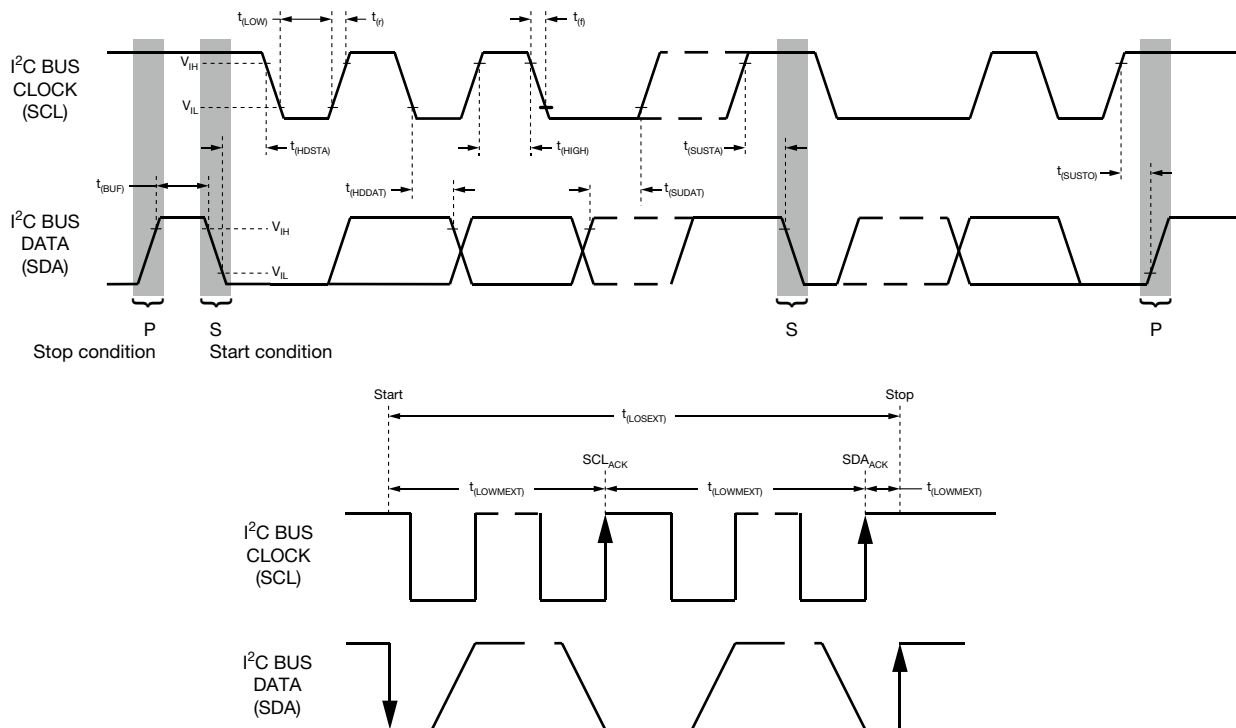 t(LOW)
t(r)
t(f)
I²C BUS
CLOCK
(SCL)
VIH
VIL
t(HDSTA)
t(HIGH)
t(SUSTA)
t(BUF)
t(HDDAT)
t(SUDAT)
t(SUSTO)
I²C BUS
DATA
(SDA)
VIH
VIL
P
S
S
P
Stop condition
Start condition
Start
Stop
t(LOSEXT)
SCLACK
SDAACK
t(LOWMEXT)
t(LOWMEXT)
t(LOWMEXT)
I²C BUS
CLOCK
(SCL)
I²C BUS
DATA
(SDA)